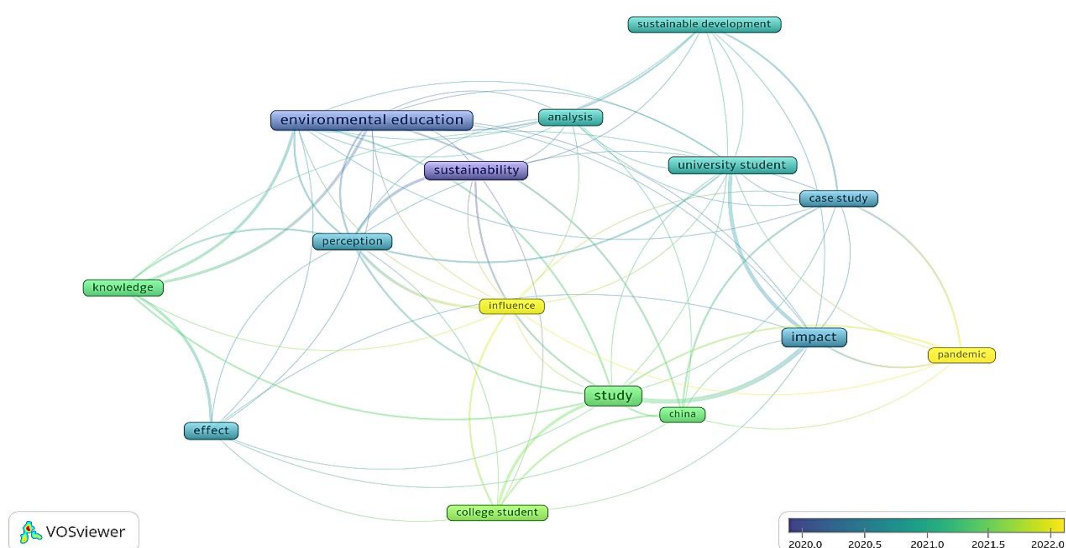 sustainable development
environmental education
analysis
university student
sustainability
case study
perception
knowledge
influence
impact
pandemic
study
china
effect
college student
VOSviewer
2020.0 2020.5 2021.0 2021.5 2022.0